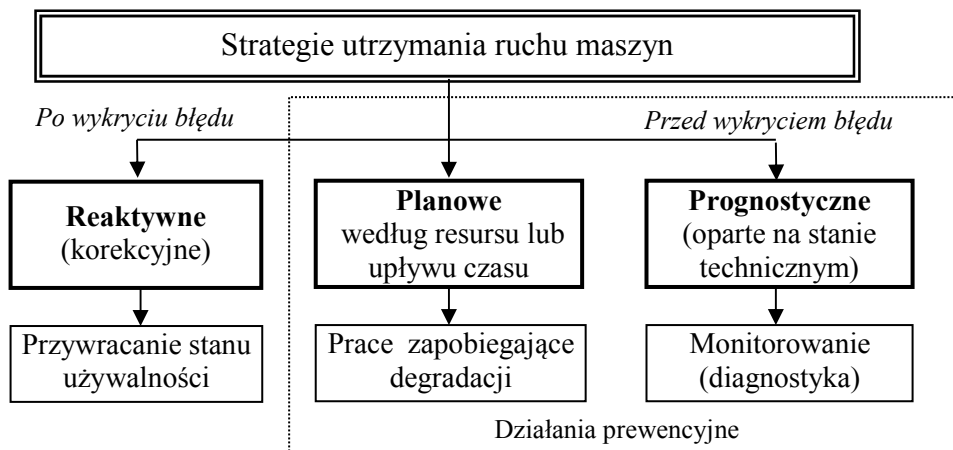 Strategie utrzymania ruchu maszyn
Po wykryciu błędu
Przed wykryciem błędu
Reaktywne
(korekcyjne)
Planowe
według resursu lub
upływu czasu
Prognostyczne
(oparte na stanie
technicznym)
Przywracanie stanu
używalności
Prace zapobiegające
degradacji
Monitorowanie
(diagnostyka)
Działania prewencyjne